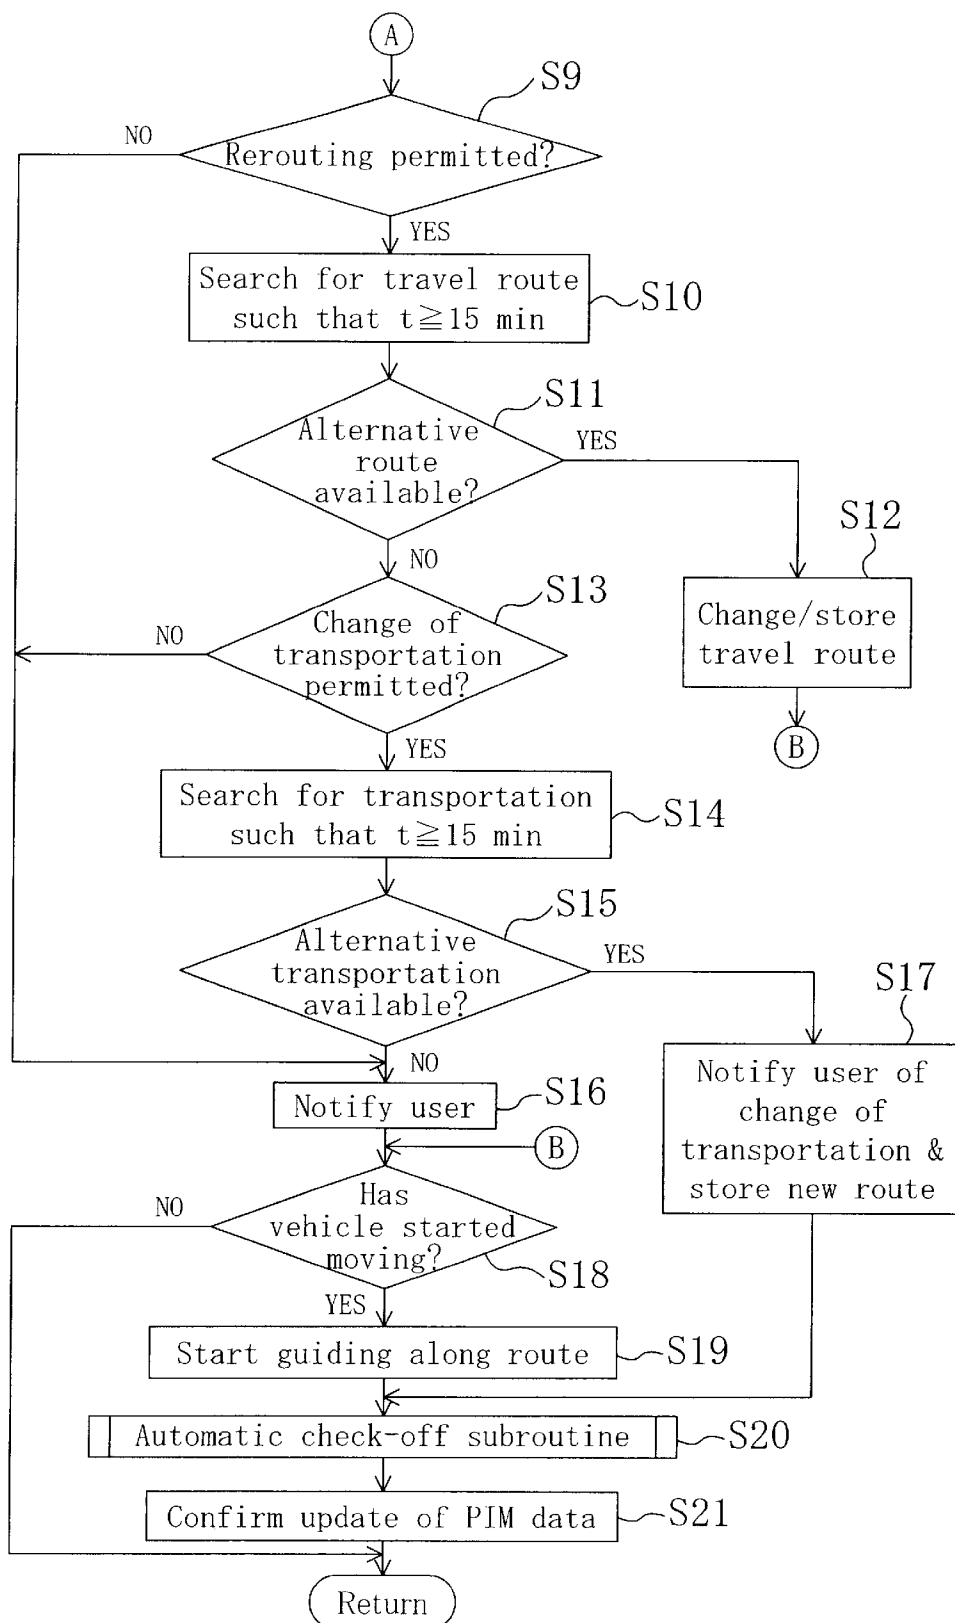 A
S9
NO
Rerouting permitted?
YES
Search for travel route
such that t≧15 min
S10
S11
Alternative
route
available?
YES
S12
NO
S13
Change/store
travel route
NO
Change of
transportation
permitted?
B
YES
Search for transportation
such that t≧15 min
S14
S15
Alternative
transportation
available?
YES
S17
NO
Notify user of
change of
transportation &
store new route
Notify user
S16
B
NO
Has
vehicle started
moving?
S18
YES
Start guiding along route
S19
Automatic check-off subroutine
S20
Confirm update of PIM data
S21
Return